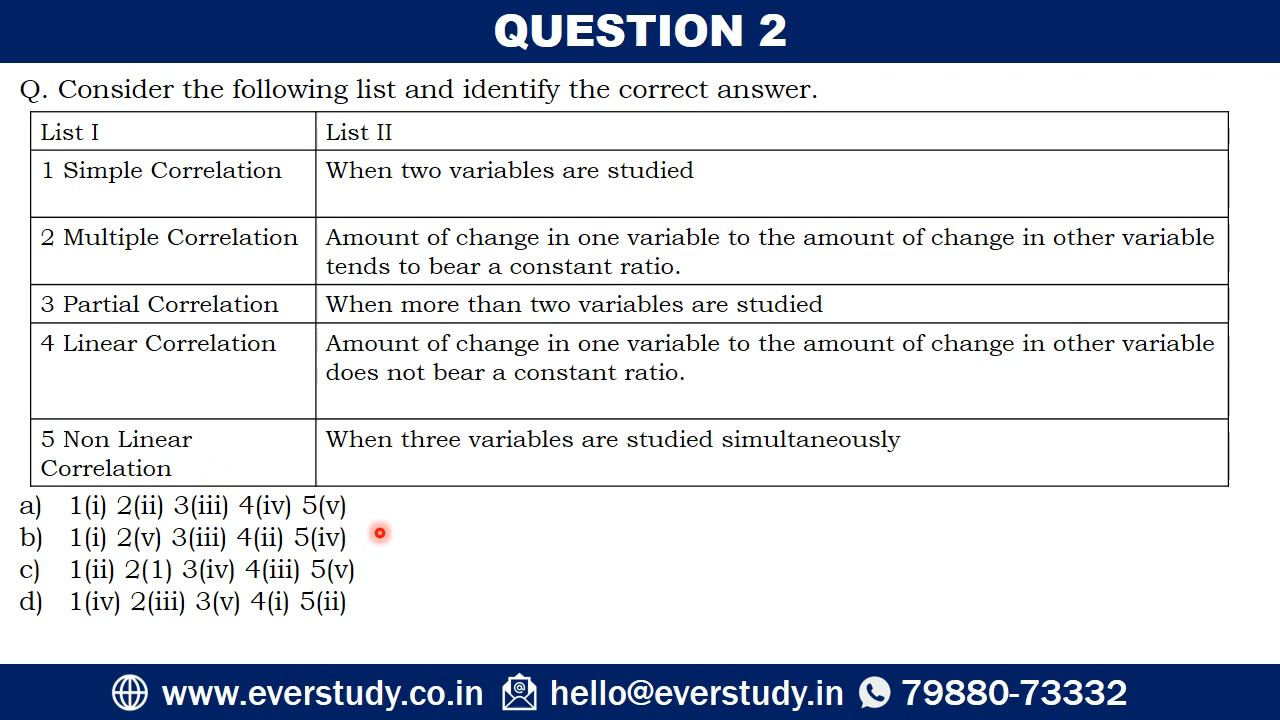 QUESTION 2
Q. Consider the following list and identify the correct answer.
List I
List II
1 Simple Correlation
When two variables are studied
2 Multiple Correlation
Amount of change in one variable to the amount of change in other variable
tends to bear a constant ratio.
3 Partial Correlation
When more than two variables are studied
4 Linear Correlation
Amount of change in one variable to the amount of change in other variable
does not bear a constant ratio.
5 Non Linear
Correlation
When three variables are studied simultaneously
a) 1(i) 2(ii) 3(iii) 4(iv) 5(v)
b) 1(i) 2(v) 3(iii) 4(ii) 5(iv)
c) 1(ii) 2(1) 3(iv) 4(iii) 5(v)
d) 1(iv) 2(iii) 3(v) 4(i) 5(ii)
www.everstudy.co.in hello@everstudy.in 79880-73332